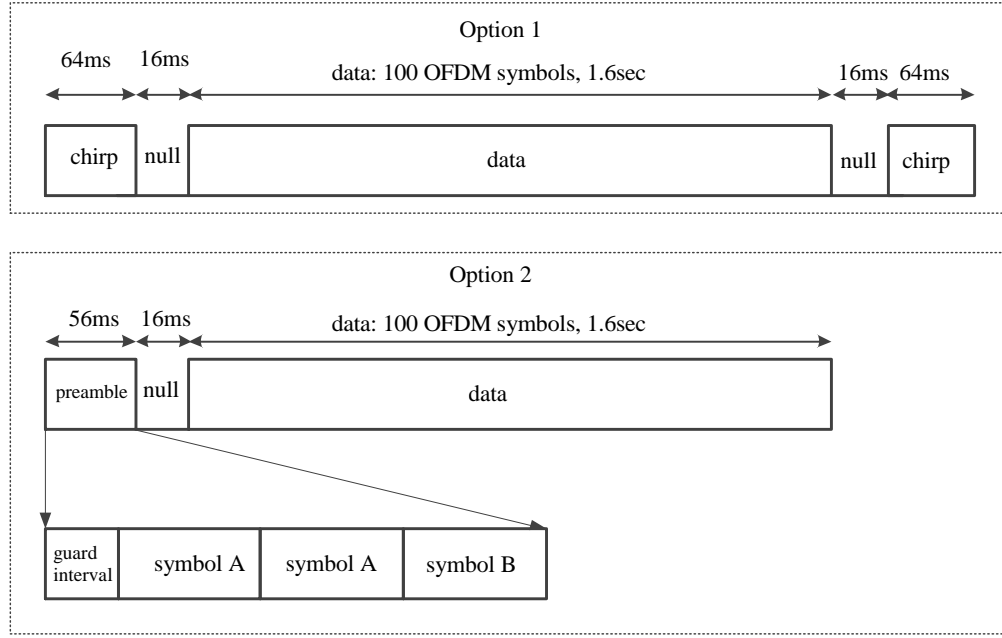 Option 1
64ms 16ms data: 100 OFDM symbols, 1.6sec 16ms 64ms
chirp null data null chirp
Option 2
56ms 16ms data: 100 OFDM symbols, 1.6sec
preamble null data
guard
interval symbol A symbol A symbol B